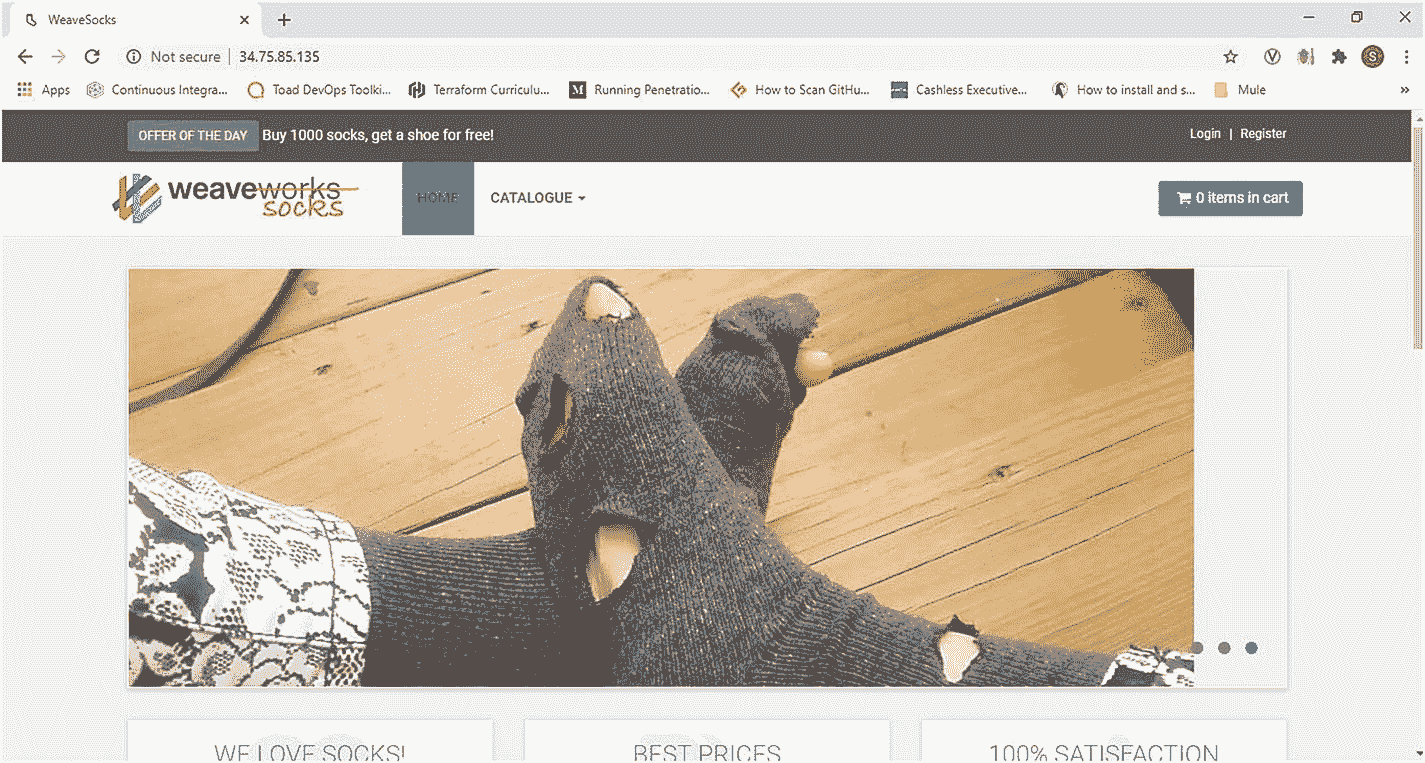 WeaveSocks
Not secure | 34.75.85.135
S
Apps Continuous Integra... Toad DevOps Toolki... Terraform Curriculu... M Running Penetratio... How to Scan GitHu... Cashless Executive... How to install and s... Mule »
OFFER OF THE DAY Buy 1000 socks, get a shoe for free! Login | Register
weaveworks
socks
HOME CATALOGUE 0 items in cart
WE LOVE SOCKS! BEST PRICES 100% SATISFACTION